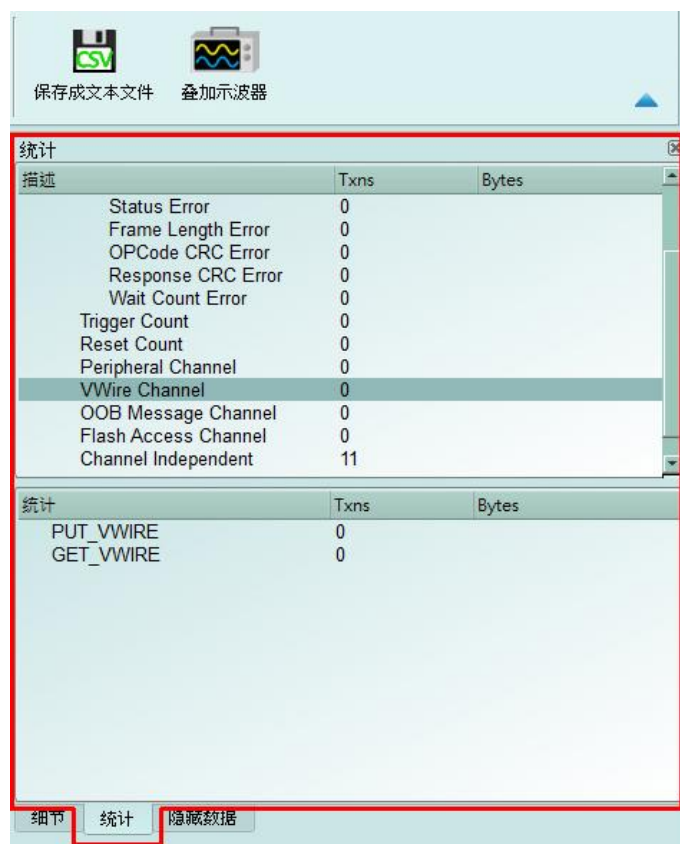 CSV
保存成文本文件 叠加示波器
统计
描述 Txns Bytes
Status Error 0
Frame Length Error 0
OPCode CRC Error 0
Response CRC Error 0
Wait Count Error 0
Trigger Count 0
Reset Count 0
Peripheral Channel 0
VWire Channel 0
OOB Message Channel 0
Flash Access Channel 0
Channel Independent 11
统计 Txns Bytes
PUT_VWIRE 0
GET_VWIRE 0
细节 统计 隐藏数据